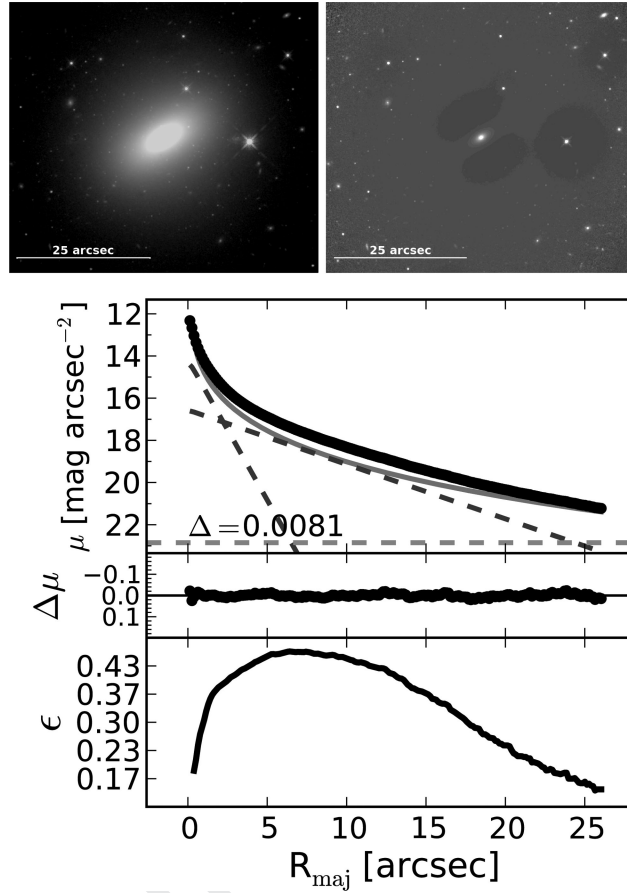 25 arcsec
25 arcsec
12
14
16
18
20
22
μ [mag arcsec⁻²]
Δ = 0.0081
−0.1
0.0
0.1
Δμ
0.43
0.37
0.30
0.23
0.17
ϵ
0 5 10 15 20 25
R_maj [arcsec]